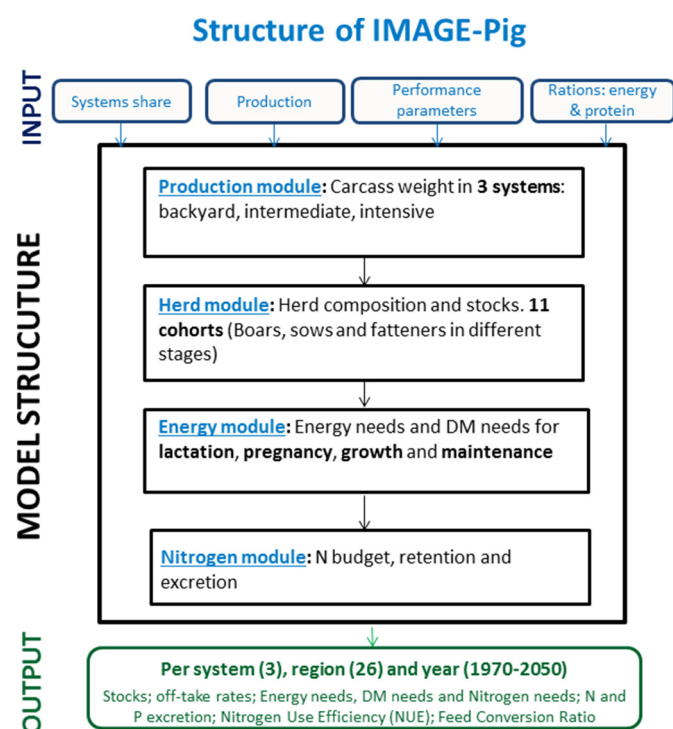 Structure of IMAGE-Pig
INPUT
Systems share
Production
Performance
parameters
Rations: energy
& protein
MODEL STRUCUTURE
Production module: Carcass weight in 3 systems:
backyard, intermediate, intensive
Herd module: Herd composition and stocks. 11
cohorts (Boars, sows and fatteners in different
stages)
Energy module: Energy needs and DM needs for
lactation, pregnancy, growth and maintenance
Nitrogen module: N budget, retention and
excretion
OUTPUT
Per system (3), region (26) and year (1970-2050)
Stocks; off-take rates; Energy needs, DM needs and Nitrogen needs; N and
P excretion; Nitrogen Use Efficiency (NUE); Feed Conversion Ratio